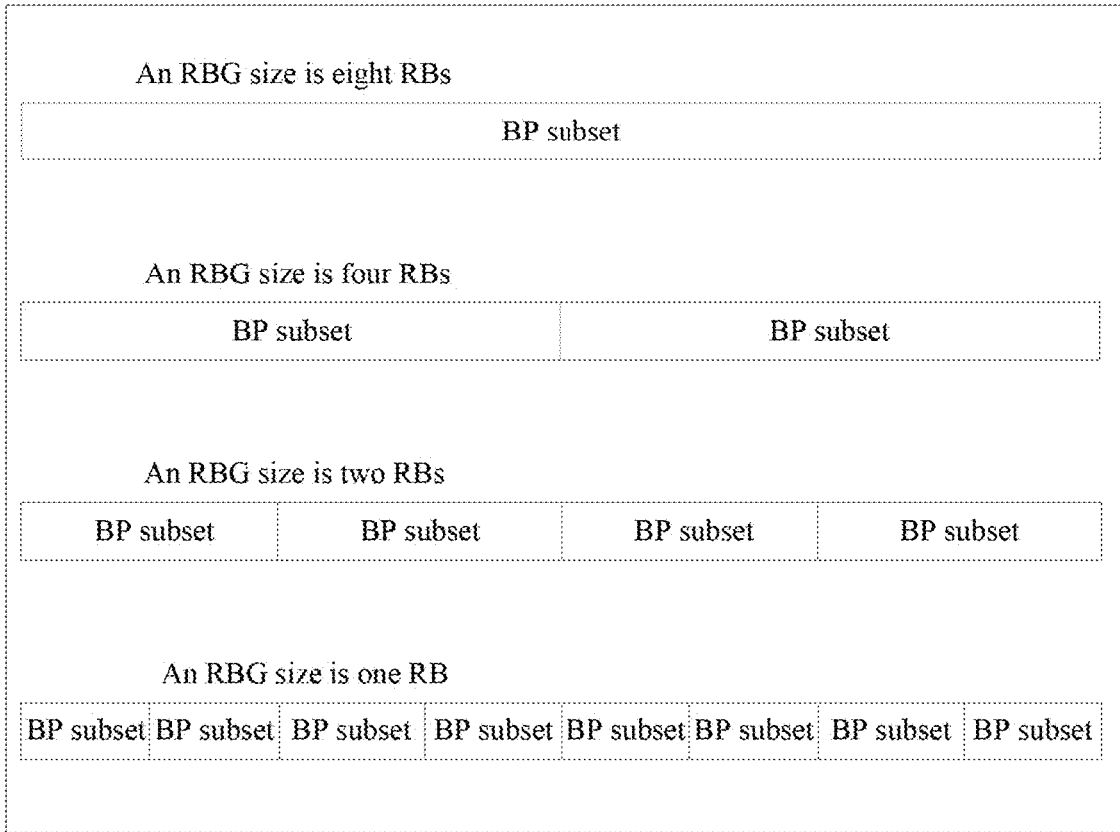 An RBG size is eight RBs
BP subset
An RBG size is four RBs
BP subset BP subset
An RBG size is two RBs
BP subset BP subset BP subset BP subset
An RBG size is one RB
BP subset BP subset BP subset BP subset BP subset BP subset BP subset BP subset